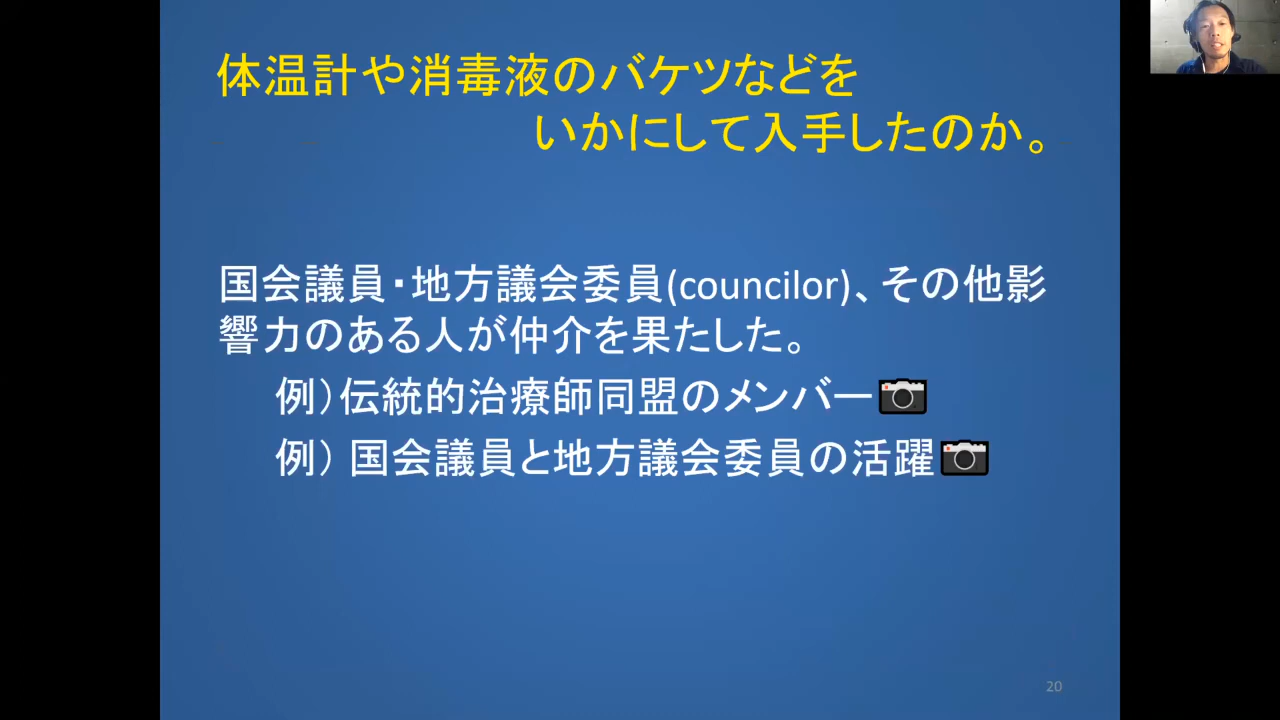 体温計や消毒液のバケツなどを
いかにして入手したのか。
国会議員・地方議会委員(councilor)、その他影
響力のある人が仲介を果たした。
例）伝統的治療師同盟のメンバー
例） 国会議員と地方議会委員の活躍
20